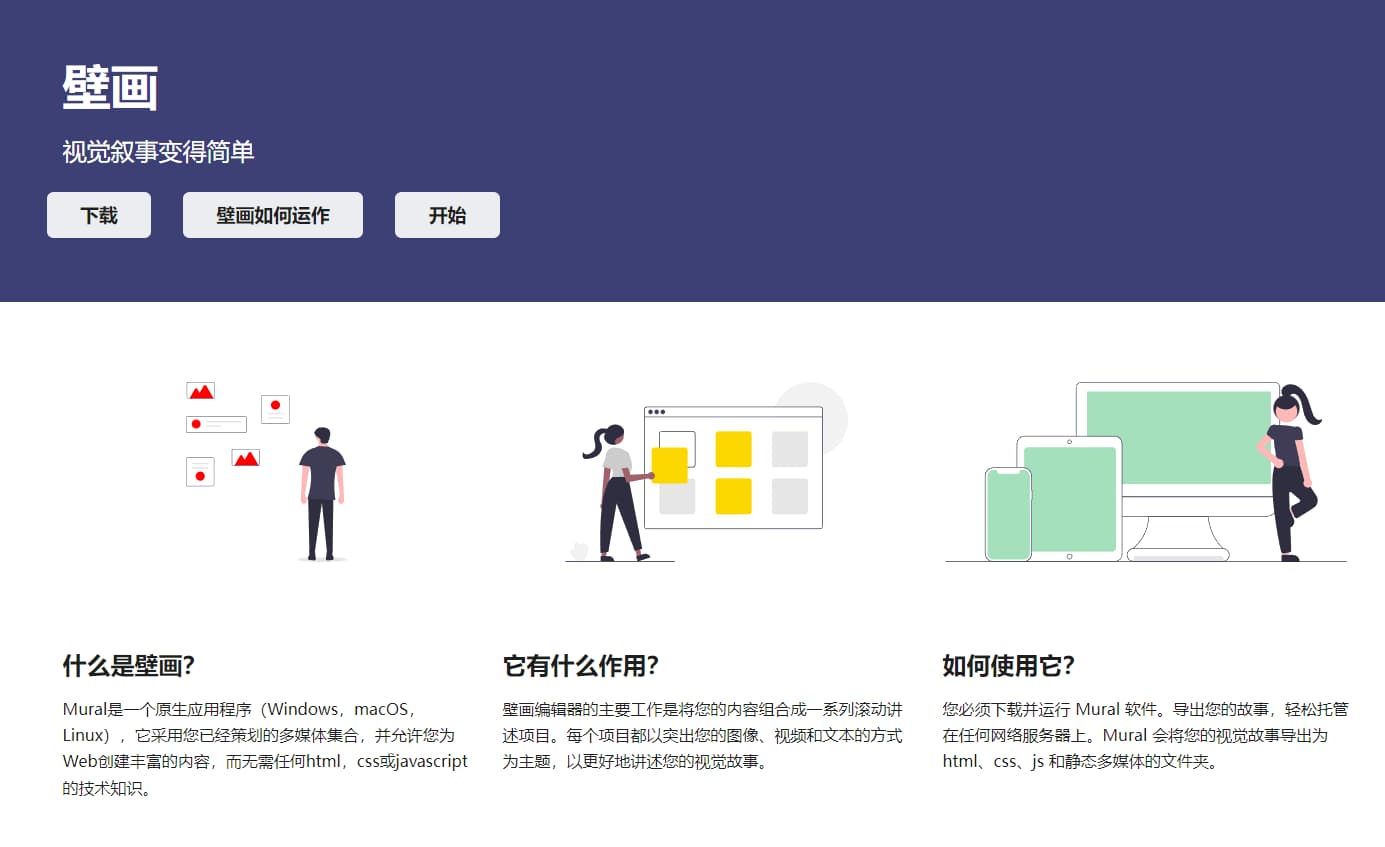 壁画
视觉叙事变得简单
下载
壁画如何运作
开始
什么是壁画？
Mural是一个原生应用程序（Windows，macOS，
Linux），它采用您已经策划的多媒体集合，并允许您为
Web创建丰富的内容，而无需任何html，css或javascript
的技术知识。
它有什么作用？
壁画编辑器的主要工作是将您的内容组合成一系列滚动讲
述项目。每个项目都以突出您的图像、视频和文本的方式
为主题，以更好地讲述您的视觉故事。
如何使用它？
您必须下载并运行 Mural 软件。导出您的故事，轻松托管
在任何网络服务器上。Mural 会将您的视觉故事导出为
html、css、js 和静态多媒体的文件夹。